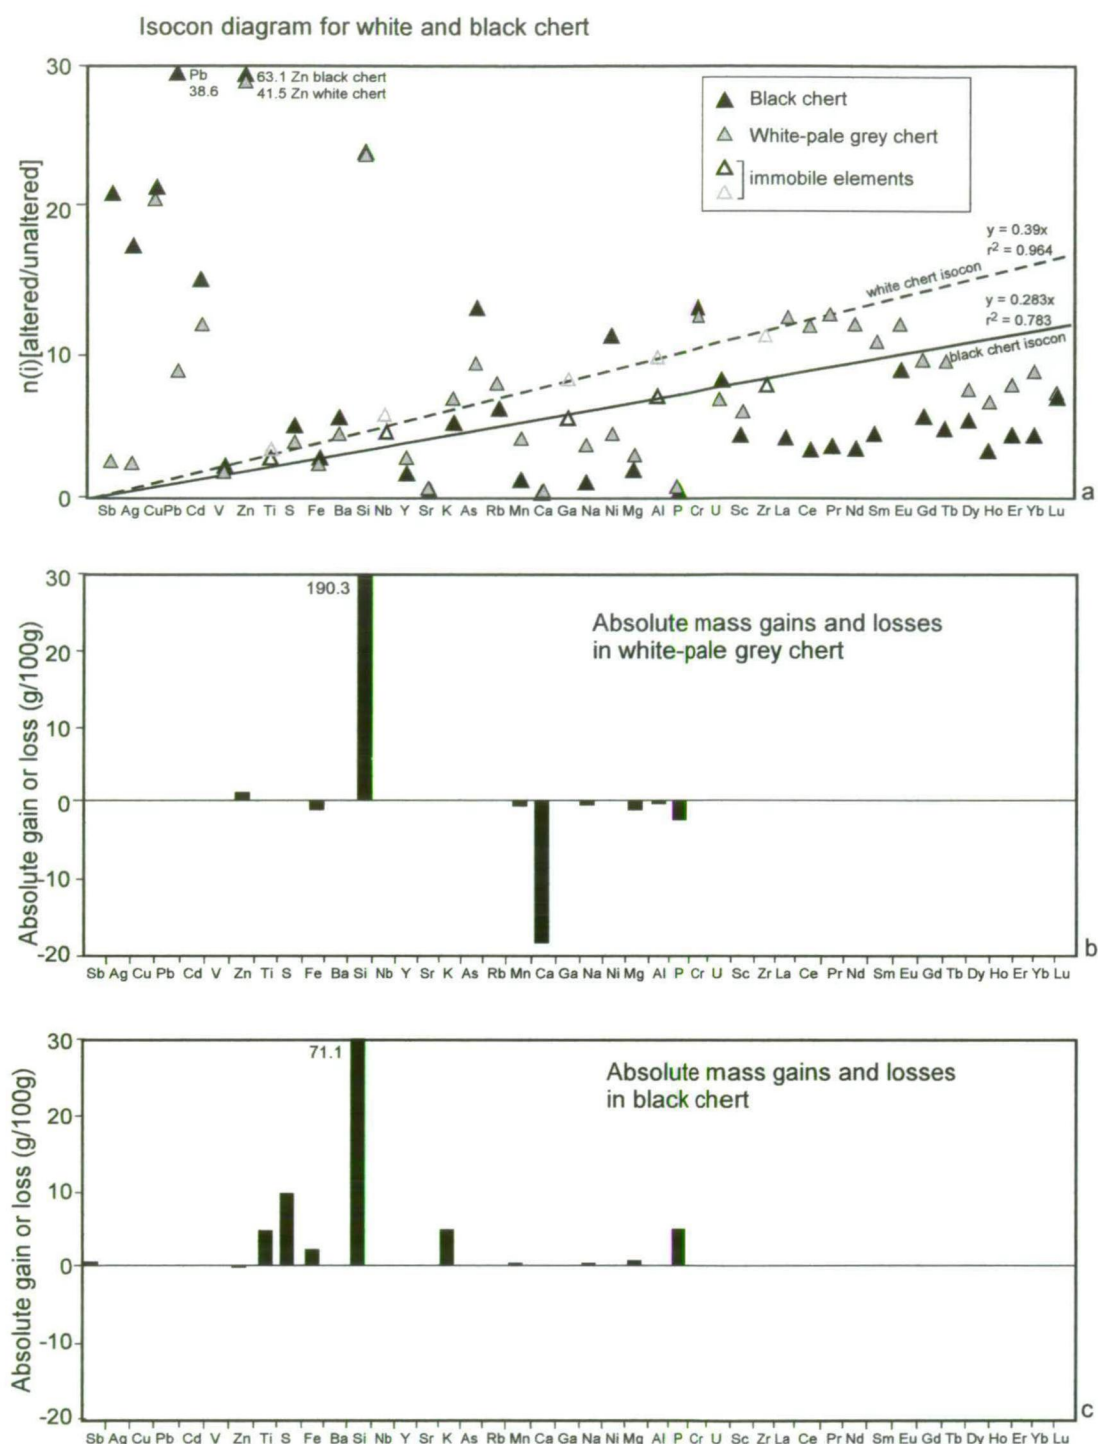 Isocon diagram for white and black chert
n(i)[altered/unaltered]
30
20
10
0
Pb
38.6
63.1 Zn black chert
41.5 Zn white chert
Black chert
White-pale grey chert
immobile elements
y = 0.39x
r² = 0.964
white chert isocon
y = 0.283x
r² = 0.783
black chert isocon
a
Sb Ag CuPb Cd V Zn Ti S Fe Ba Si Nb Y Sr K As Rb Mn Ca Ga Na Ni Mg Al P Cr U Sc Zr La Ce Pr Nd Sm Eu Gd Tb Dy Ho Er Yb Lu
Absolute gain or loss (g/100g)
30
20
10
0
-10
-20
190.3
Absolute mass gains and losses
in white-pale grey chert
b
Sb Ag Cu Pb Cd V Zn Ti S Fe Ba Si Nb Y Sr K As Rb Mn Ca Ga Na Ni Mg Al P Cr U Sc Zr La Ce Pr Nd Sm Eu Gd Tb Dy Ho Er Yb Lu
Absolute gain or loss (g/100g)
30
20
10
0
-10
-20
71.1
Absolute mass gains and losses
in black chert
c
Sb Ag Cu Pb Cd V Zn Ti S Fe Ba Si Nb Y Sr K As Rb Mn Ca Ga Na Ni Mg Al P Cr U Sc Zr La Ce Pr Nd Sm Eu Gd Tb Dy Ho Er Yb Lu